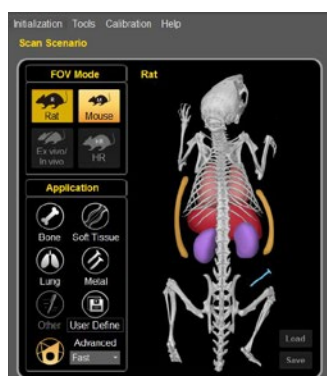 Initialization Tools Calibration Help
Scan Scenario
FOV Mode
Rat
Rat
Mouse
Ex vivo/
In vivo
HR
Application
Bone
Soft Tissue
Lung
Metal
Other
User Define
Advanced
Fast
Load
Save